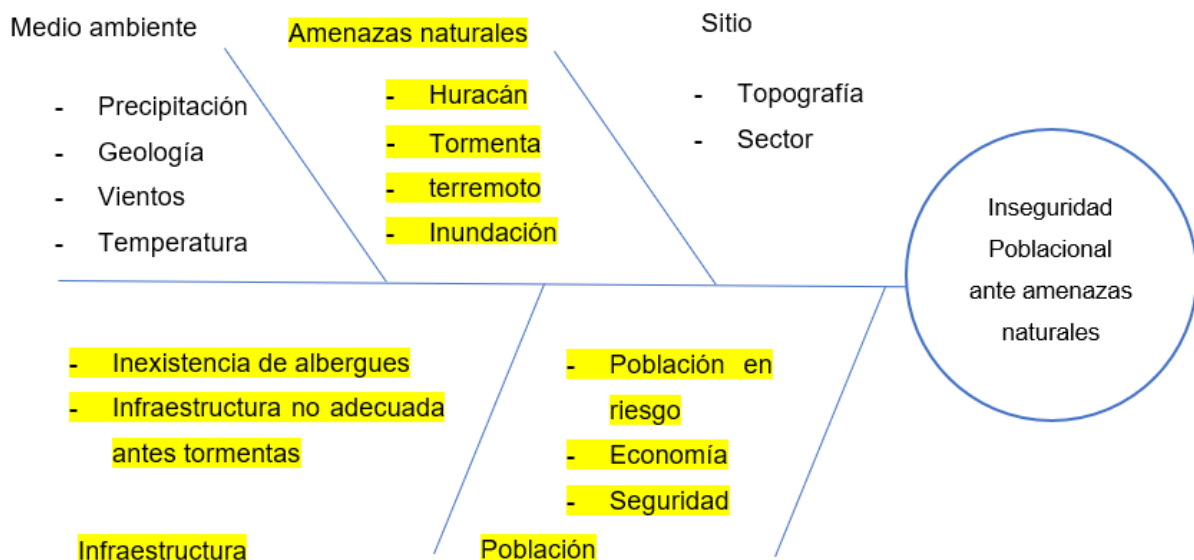 Medio ambiente
- Precipitación
- Geología
- Vientos
- Temperatura
Amenazas naturales
- Huracán
- Tormenta
- terremoto
- Inundación
Sitio
- Topografía
- Sector
Inseguridad
Poblacional
ante amenazas
naturales
- Inexistencia de albergues
- Infraestructura no adecuada
antes tormentas
Infraestructura
- Población en
riesgo
- Economía
- Seguridad
Población